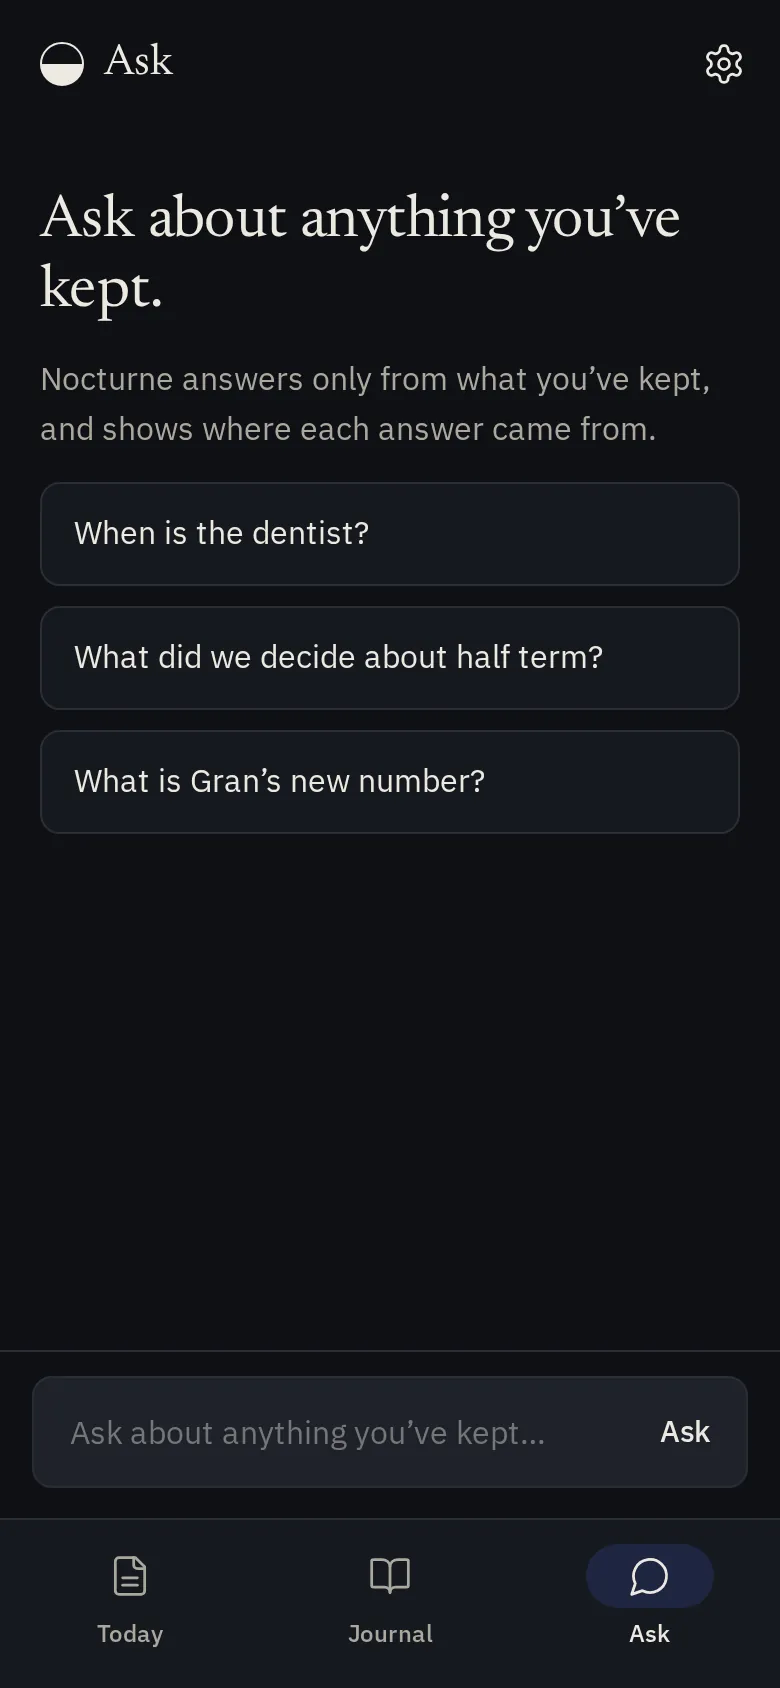 Ask
Ask about anything you’ve
kept.
Nocturne answers only from what you’ve kept,
and shows where each answer came from.
When is the dentist?
What did we decide about half term?
What is Gran’s new number?
Ask about anything you’ve kept... Ask
Today Journal Ask